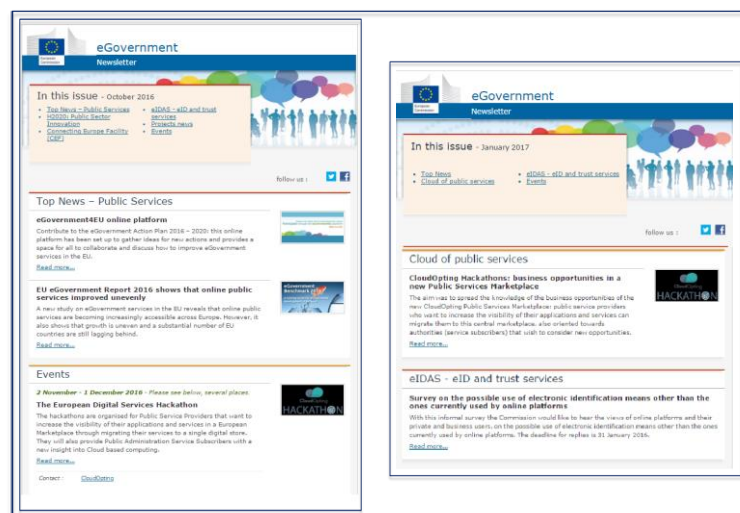 eGovernment
Newsletter
In this issue - October 2016
Top News – Public Services
H2020: Public Sector
Innovation
Connecting Europe Facility
(CEF)
eIDAS - eID and trust
services
Projects news
Events
follow us :
Top News – Public Services
eGovernment4EU online platform
Contribute to the eGovernment Action Plan 2016 – 2020: this online
platform has been set up to gather ideas for new actions and provides a
space for all to collaborate and discuss how to improve eGovernment
services in the EU.
Read more...
EU eGovernment Report 2016 shows that online public
services improved unevenly
A new study on eGovernment services in the EU reveals that online public
services are becoming increasingly accessible across Europe. However, it
also shows that growth is uneven and a substantial number of EU
countries are still lagging behind.
Read more...
eGovernment
Benchmark
Events
2 November - 1 December 2016 - Please see below, several places.
The European Digital Services Hackathon
The hackathons are organised for Public Service Providers that want to
increase the visibility of their applications and services in a European
Marketplace through migrating their services to a single digital store.
They will also provide Public Administration Service Subscribers with a
new insight into Cloud based computing.
Read more...
CloudOpting
HACKATHON
Contact : CloudOpting
eGovernment
Newsletter
In this issue - January 2017
Top News
Cloud of public services
eIDAS - eID and trust services
Events
follow us :
Cloud of public services
CloudOpting Hackathons: business opportunities in a
new Public Services Marketplace
The aim was to spread the knowledge of the business opportunities of the
new CloudOpting Public Services Marketplace: public service providers
who want to increase the visibility of their applications and services can
migrate them to this central marketplace, also oriented towards
authorities (service subscribers) that wish to consider new opportunities.
Read more...
CloudOpting
HACKATHON
eIDAS - eID and trust services
Survey on the possible use of electronic identification means other than the
ones currently used by online platforms
With this informal survey the Commission would like to hear the views of online platforms and their
private and business users, on the possible use of electronic identification means other than the ones
currently used by online platforms. The deadline for replies is 31 January 2016.
Read more...